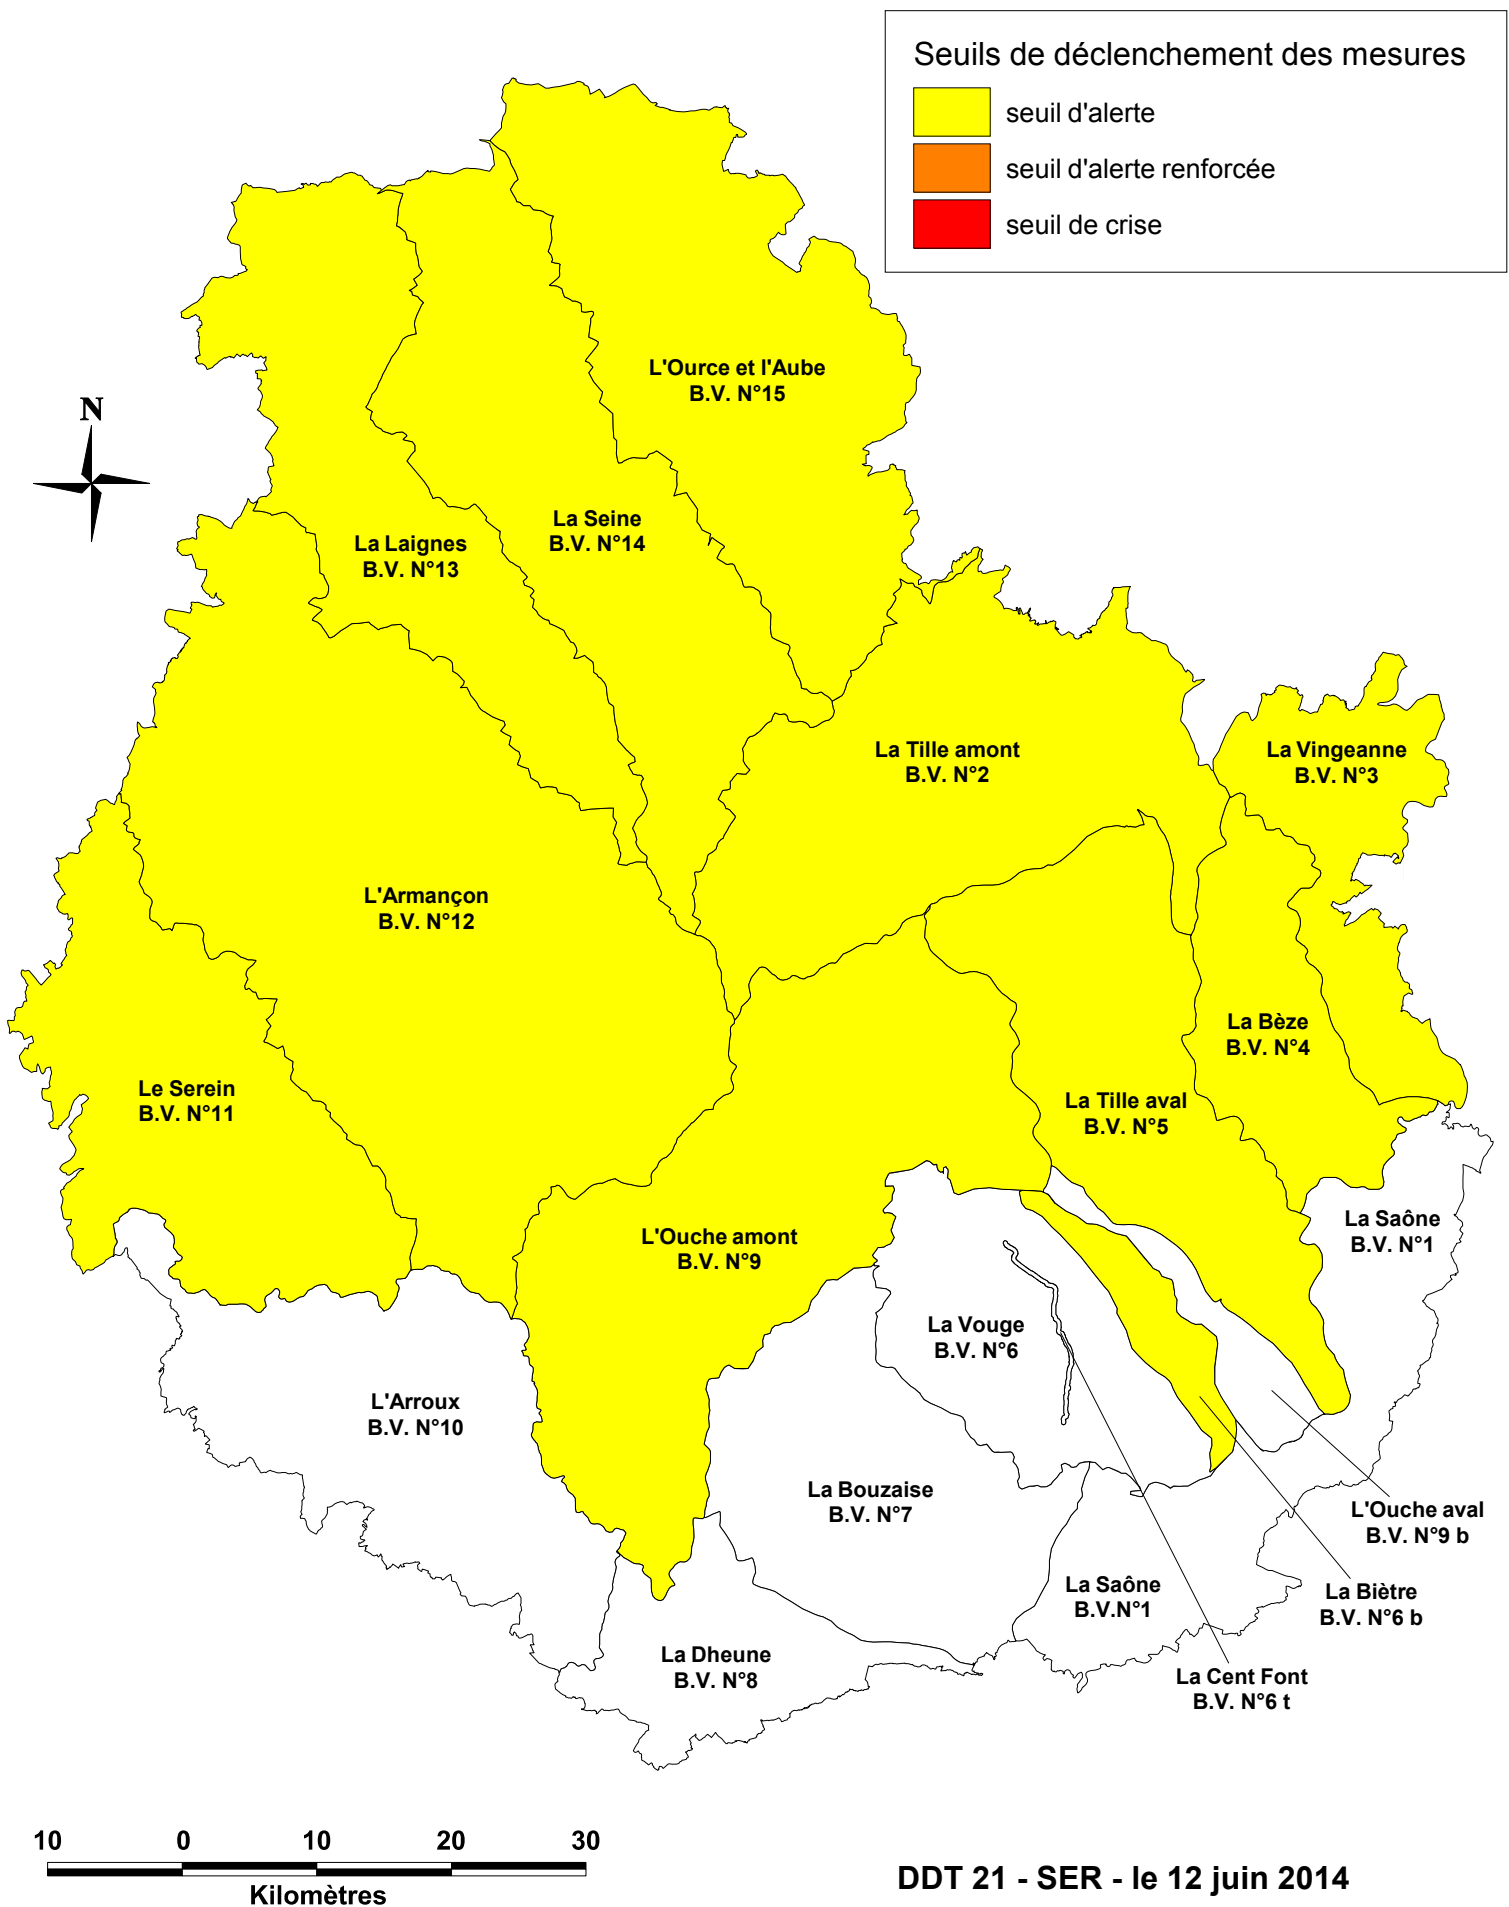 Seuils de déclenchement des mesures
seuil d'alerte
seuil d'alerte renforcée
seuil de crise
N
L'Ource et l'Aube
B.V. N°15
La Seine
B.V. N°14
La Laignes
B.V. N°13
La Tille amont
B.V. N°2
La Vingeanne
B.V. N°3
L'Armançon
B.V. N°12
La Bèze
B.V. N°4
Le Serein
B.V. N°11
La Tille aval
B.V. N°5
L'Ouche amont
B.V. N°9
La Saône
B.V. N°1
La Vouge
B.V. N°6
L'Arroux
B.V. N°10
La Bouzaise
B.V. N°7
L'Ouche aval
B.V. N°9 b
La Saône
B.V.N°1
La Biètre
B.V. N°6 b
La Dheune
B.V. N°8
La Cent Font
B.V. N°6 t
10 0 10 20 30
Kilomètres
DDT 21 - SER - le 12 juin 2014